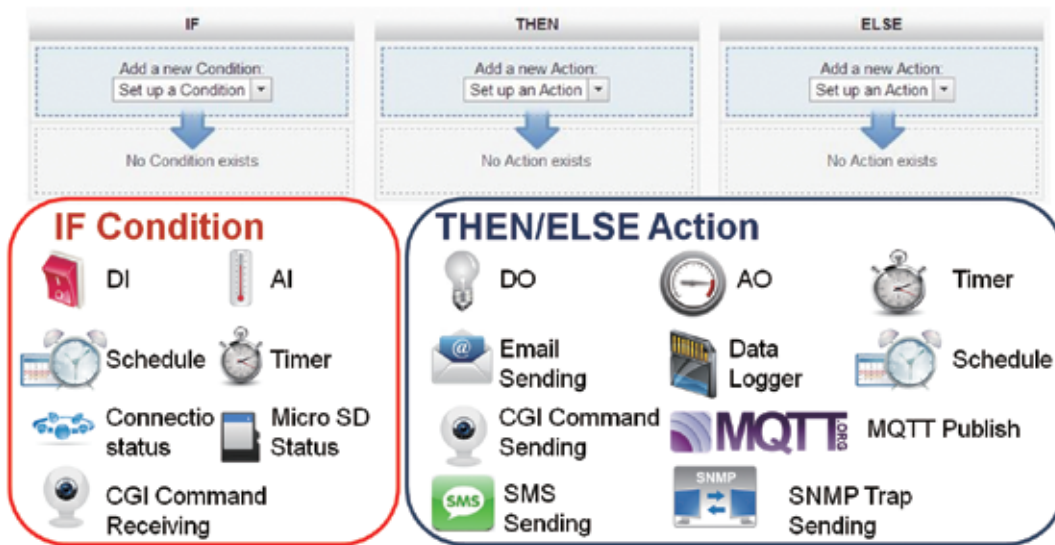 IF
THEN
ELSE
Add a new Condition:
Set up a Condition
Add a new Action:
Set up an Action
Add a new Action:
Set up an Action
No Condition exists
No Action exists
No Action exists
IF Condition
DI
AI
Schedule
Timer
Connectio
status
Micro SD
Status
CGI Command
Receiving
THEN/ELSE Action
DO
AO
Timer
@
Email
Sending
Data
Logger
Schedule
CGI Command
Sending
MQTT.ORG
MQTT Publish
SMS
SMS
Sending
SNMP
SNMP Trap
Sending